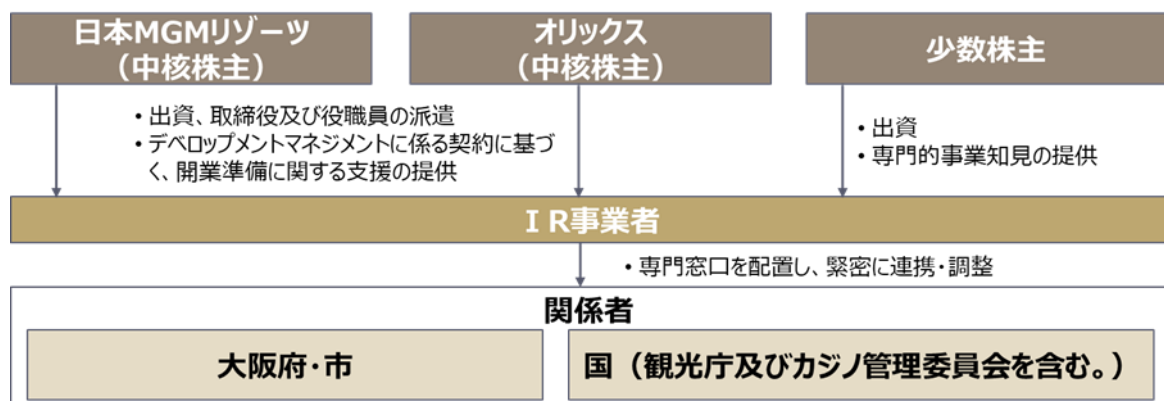 日本MGMリゾーツ
（中核株主）
オリックス
（中核株主）
少数株主
・出資、取締役及び役職員の派遣
・デベロップメントマネジメントに係る契約に基づ
く、開業準備に関する支援の提供
・出資
・専門的事業知見の提供
ＩＲ事業者
・専門窓口を配置し、緊密に連携・調整
関係者
大阪府・市
国（観光庁及びカジノ管理委員会を含む。）